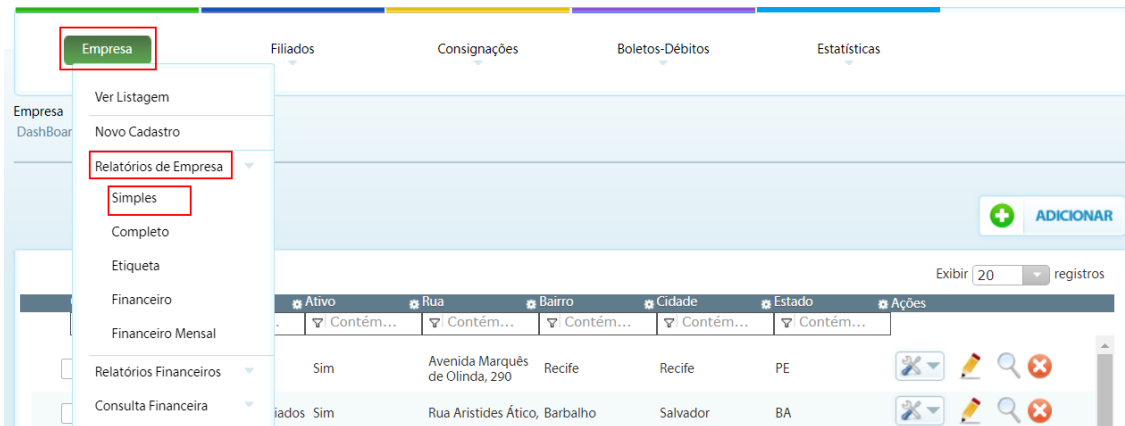 Empresa Filiados Consignações Boletos-Débitos Estatísticas
Ver Listagem
Empresa
DashBoar Novo Cadastro
Relatórios de Empresa
Simples
ADICIONAR
Completo
Etiqueta
Exibir 20 registros
Financeiro
Ativo Rua Bairro Cidade Estado Ações
Contém... Contém... Contém... Contém... Contém...
Financeiro Mensal
Relatórios Financeiros Sim Avenida Marquês de Olinda, 290 Recife Recife PE
Consulta Financeira iados Sim Rua Aristides Ático, Barbalho Salvador BA